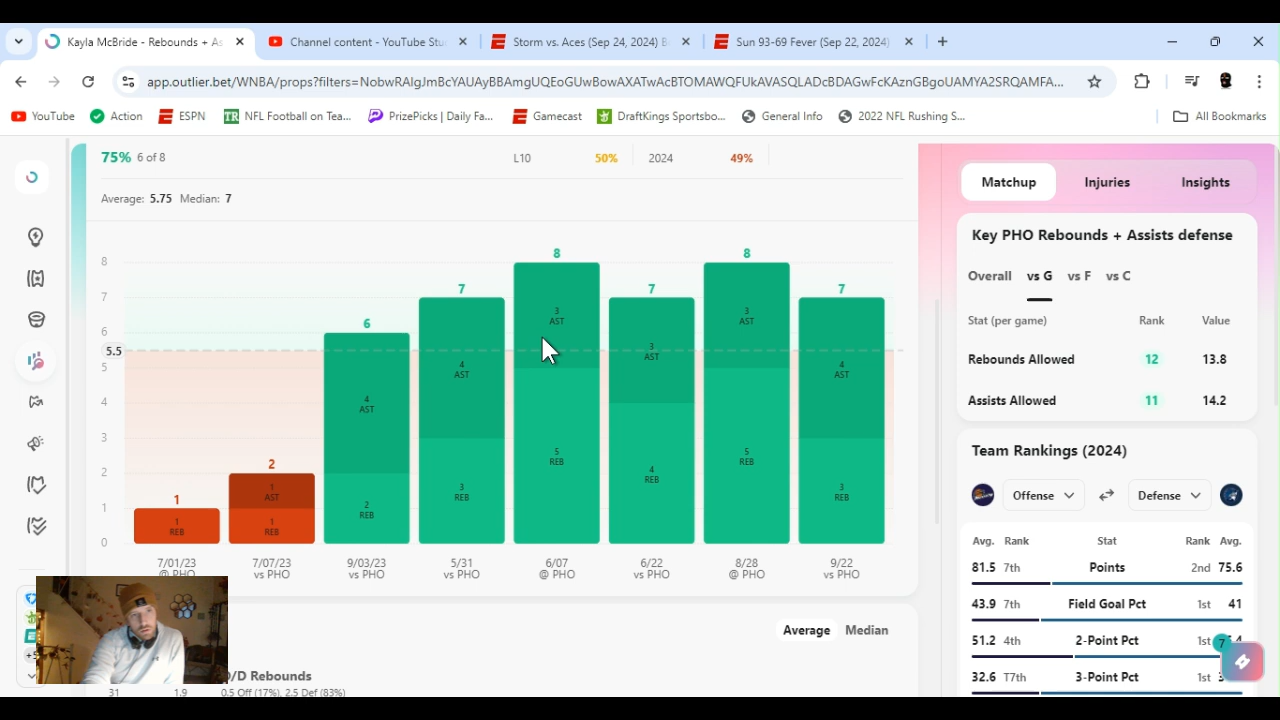 Kayla McBride - Rebounds + As
Channel content - YouTube Stu
Storm vs. Aces (Sep 24, 2024) B
Sun 93-69 Fever (Sep 22, 2024)
app.outlier.bet/WNBA/props?filters=NobwRAlgJmBcYAUAyBBAmgUQEoGUwBowAXATwAcBTOMAWQFUkAVASQLADcBDAGwFcKAznGBgoUAMYA2SRQAMFA...
YouTube
Action
ESPN
NFL Football on Tea...
PrizePicks | Daily Fa...
Gamecast
DraftKings Sportsbo...
General Info
2022 NFL Rushing S...
All Bookmarks
75% 6 of 8
L10 50% 2024 49%
Average: 5.75 Median: 7
8
7
6
5.5
5
4
3
2
1
0
1
1
REB
2
1
AST
1
REB
6
4
AST
2
REB
7
4
AST
3
REB
8
3
AST
5
REB
7
3
AST
4
REB
8
3
AST
5
REB
7
4
AST
3
REB
7/01/23
@ PHO
7/07/23
vs PHO
9/03/23
vs PHO
5/31
vs PHO
6/07
@ PHO
6/22
vs PHO
8/28
@ PHO
9/22
vs PHO
Average Median
O/D Rebounds
31 1.9 0.5 Off (17%), 2.5 Def (83%)
Matchup Injuries Insights
Key PHO Rebounds + Assists defense
Overall vs G vs F vs C
Stat (per game) Rank Value
Rebounds Allowed 12 13.8
Assists Allowed 11 14.2
Team Rankings (2024)
Offense Defense
Avg. Rank Stat Rank Avg.
81.5 7th Points 2nd 75.6
43.9 7th Field Goal Pct 1st 41
51.2 4th 2-Point Pct 1st
7
32.6 T7th 3-Point Pct 1st